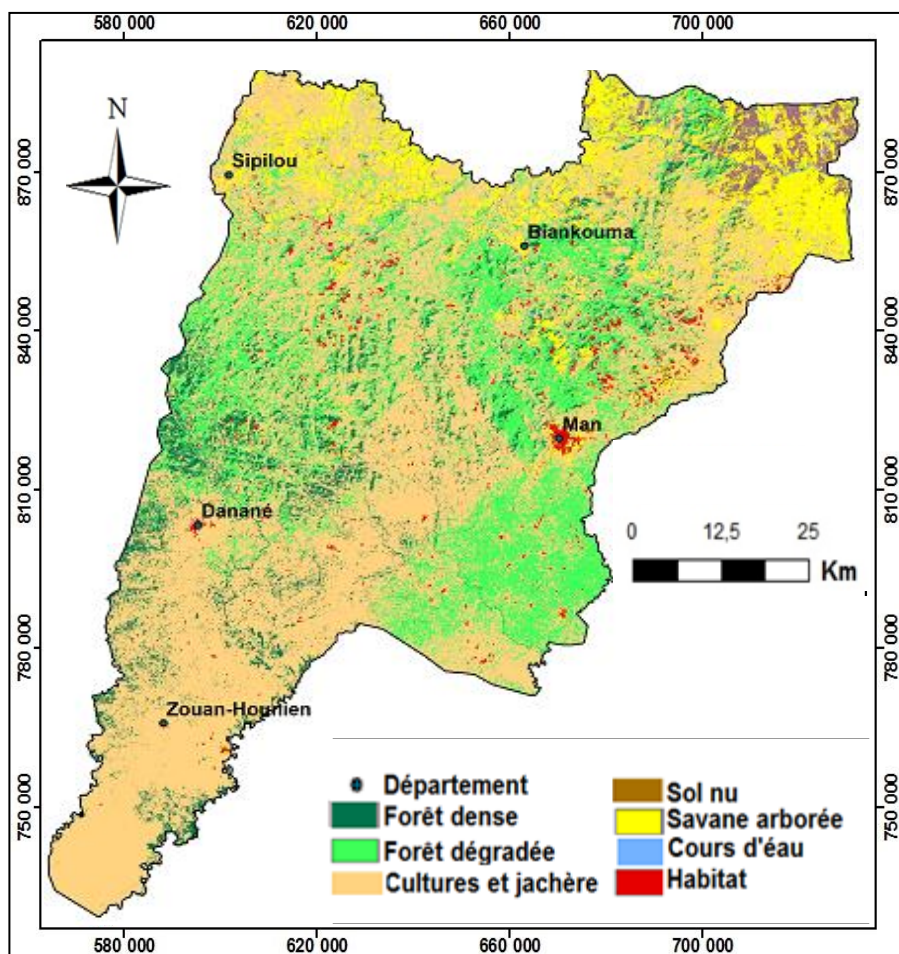 580 000 620 000 660 000 700 000
N
870 000
840 000
810 000
780 000
750 000
Sipilou
Biankouma
Man
Danané
0 12,5 25
Km
Zouan-Hounien
Département
Forêt dense
Forêt dégradée
Cultures et jachère
Sol nu
Savane arborée
Cours d'éau
Habitat
870 000
840 000
810 000
780 000
750 000
580 000 620 000 660 000 700 000